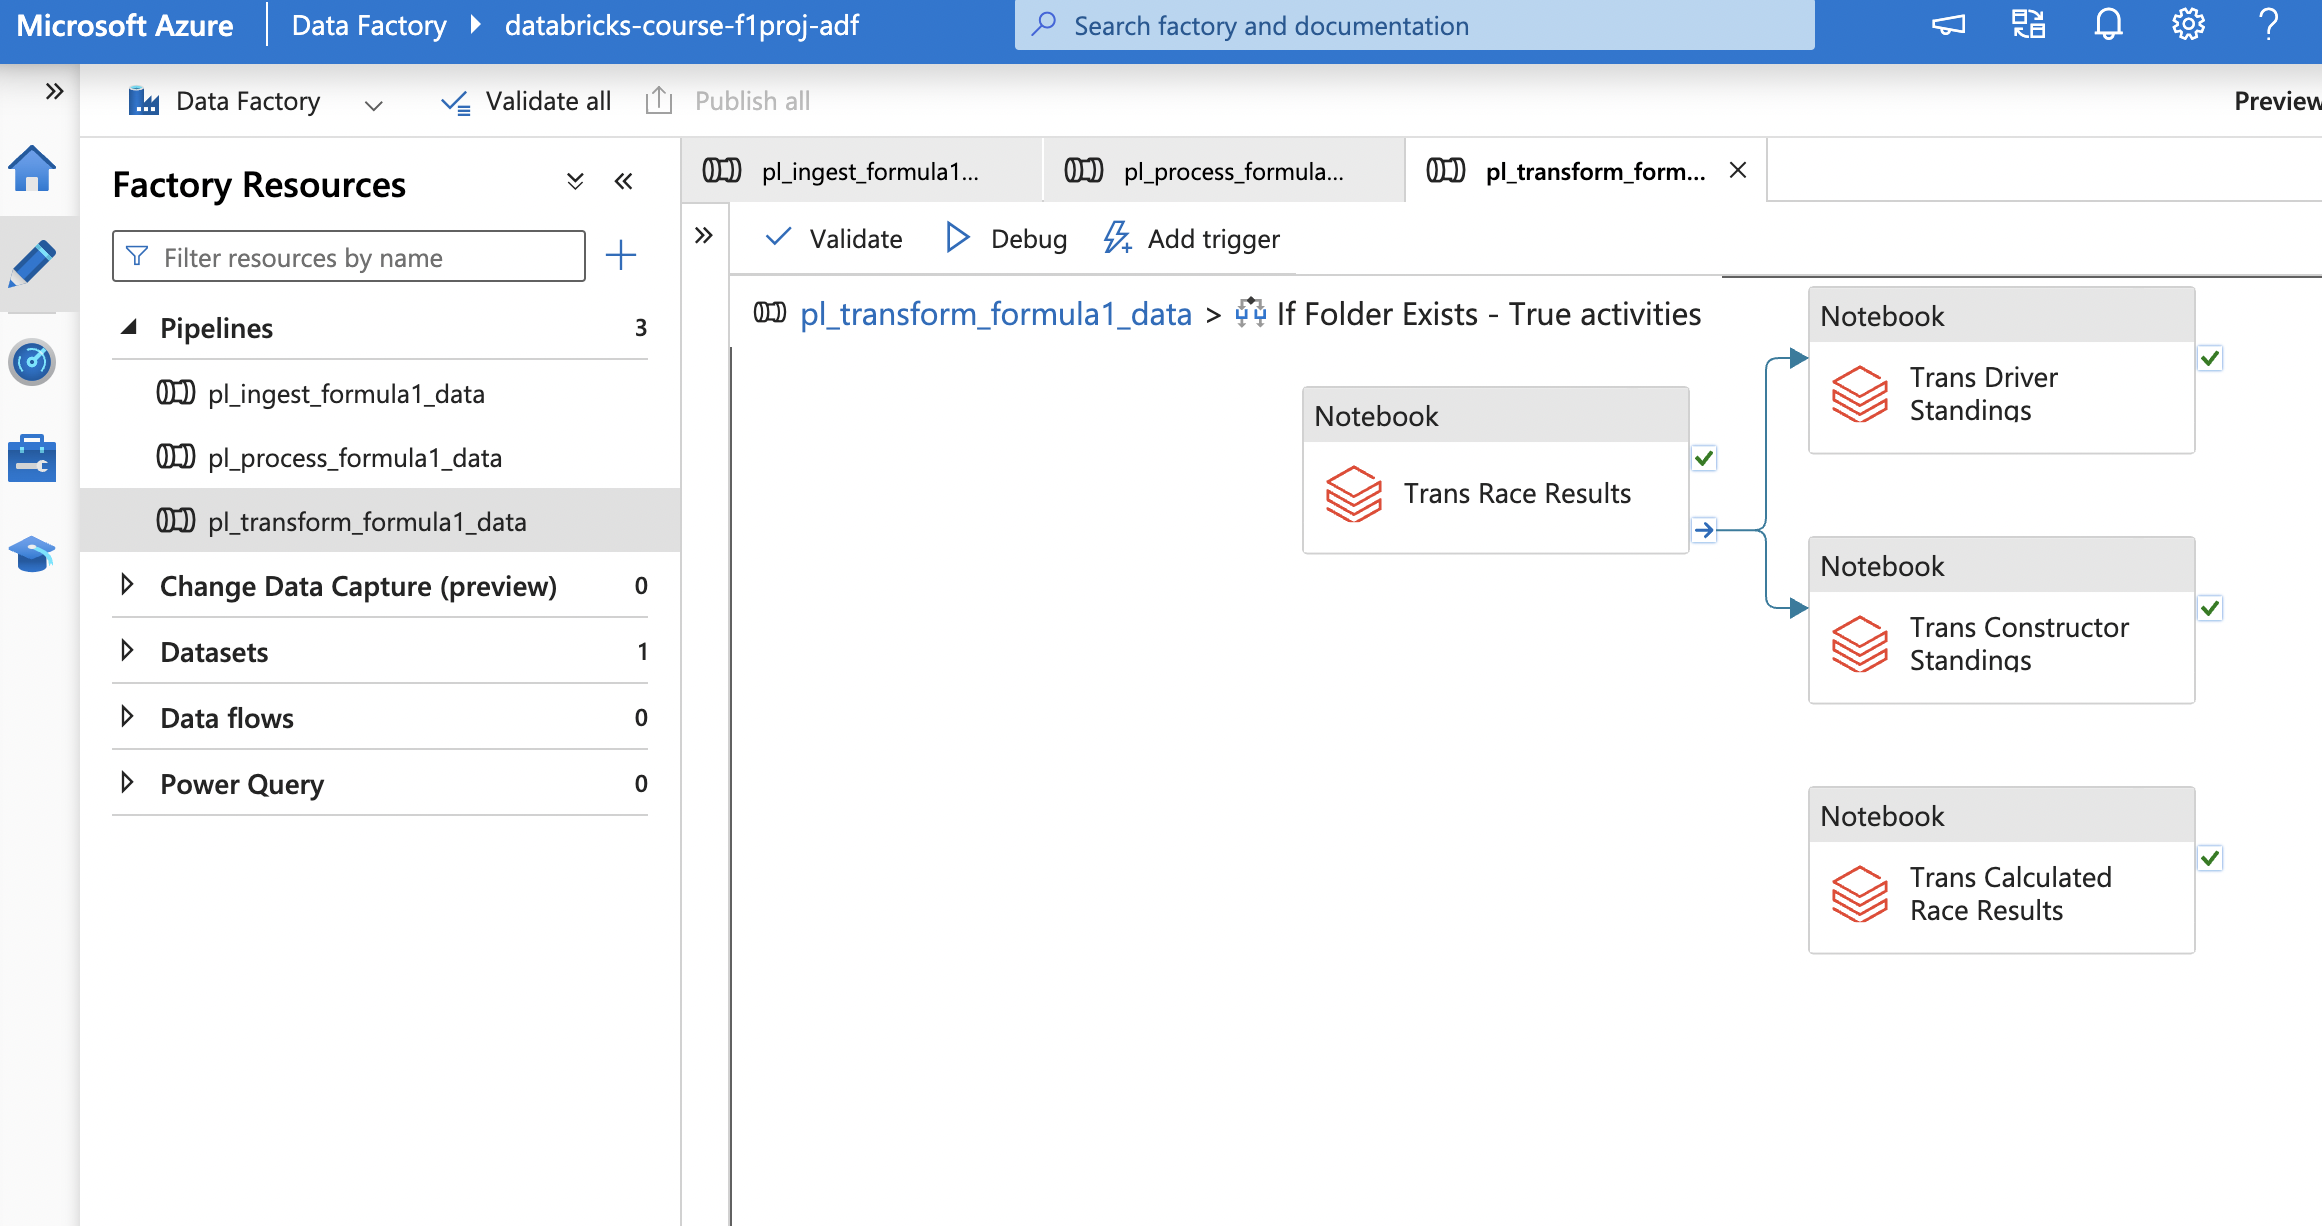 Microsoft Azure
Data Factory
databricks-course-f1proj-adf
Search factory and documentation
Data Factory
Validate all
Publish all
Preview
Factory Resources
Filter resources by name
Pipelines 3
pl_ingest_formula1_data
pl_process_formula1_data
pl_transform_formula1_data
Change Data Capture (preview) 0
Datasets 1
Data flows 0
Power Query 0
pl_ingest_formula1...
pl_process_formula...
pl_transform_form...
Validate
Debug
Add trigger
pl_transform_formula1_data > If Folder Exists - True activities
Notebook
Trans Race Results
Notebook
Trans Driver
Standings
Notebook
Trans Constructor
Standings
Notebook
Trans Calculated
Race Results